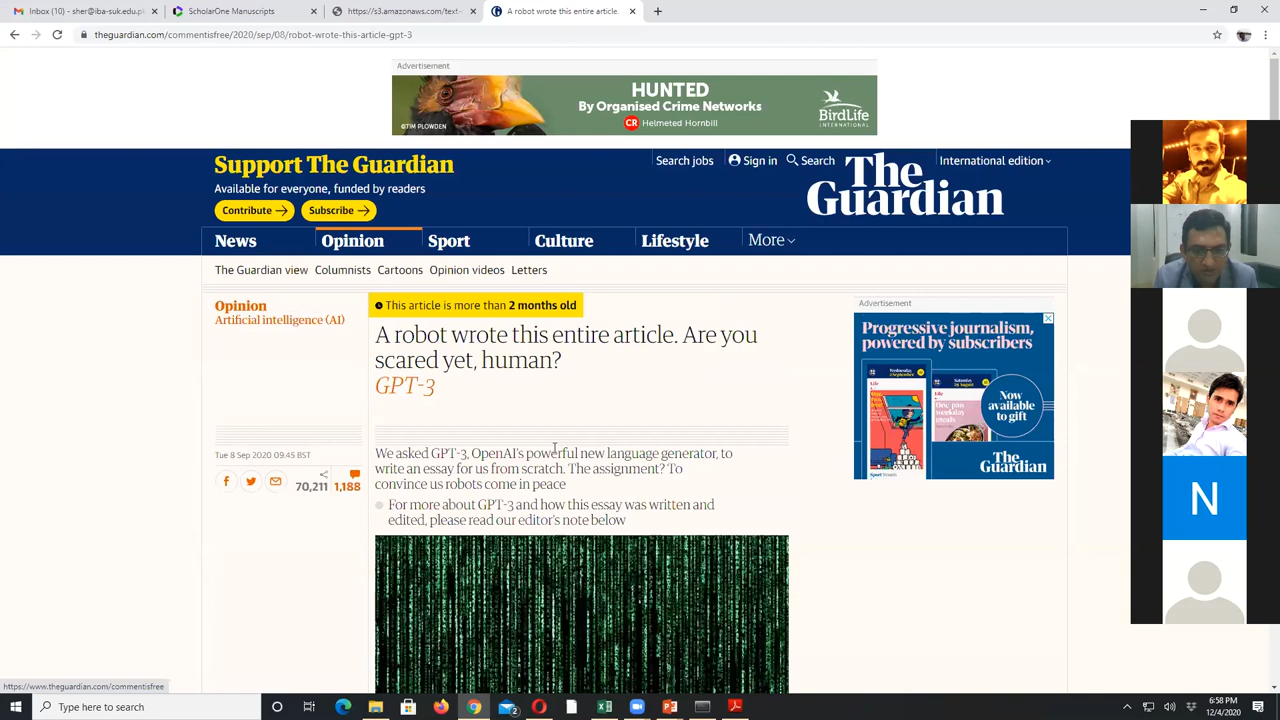 Inbox (10) - sher@iba-suk.edu.p
ScholarOne Manuscripts
https://s3.amazonaws.com/text-
A robot wrote this entire article.
theguardian.com/commentisfree/2020/sep/08/robot-wrote-this-article-gpt-3
Advertisement
HUNTED
By Organised Crime Networks
CR Helmeted Hornbill
©TIM PLOWDEN
BirdLife
INTERNATIONAL
Support The Guardian
Available for everyone, funded by readers
Contribute
Subscribe
Search jobs
Sign in
Search
International edition
The
Guardian
News
Opinion
Sport
Culture
Lifestyle
More
The Guardian view
Columnists
Cartoons
Opinion videos
Letters
Opinion
Artificial intelligence (AI)
This article is more than 2 months old
A robot wrote this entire article. Are you
scared yet, human?
GPT-3
Tue 8 Sep 2020 09.45 BST
70,211
1,188
We asked GPT-3, OpenAI's powerful new language generator, to
write an essay for us from scratch. The assignment? To
convince us robots come in peace
For more about GPT-3 and how this essay was written and
edited, please read our editor's note below
Advertisement
Progressive journalism,
powered by subscribers
Now
available
to gift
The
Guardian
N
https://www.theguardian.com/commentisfree
Type here to search
2
6:58 PM
12/4/2020